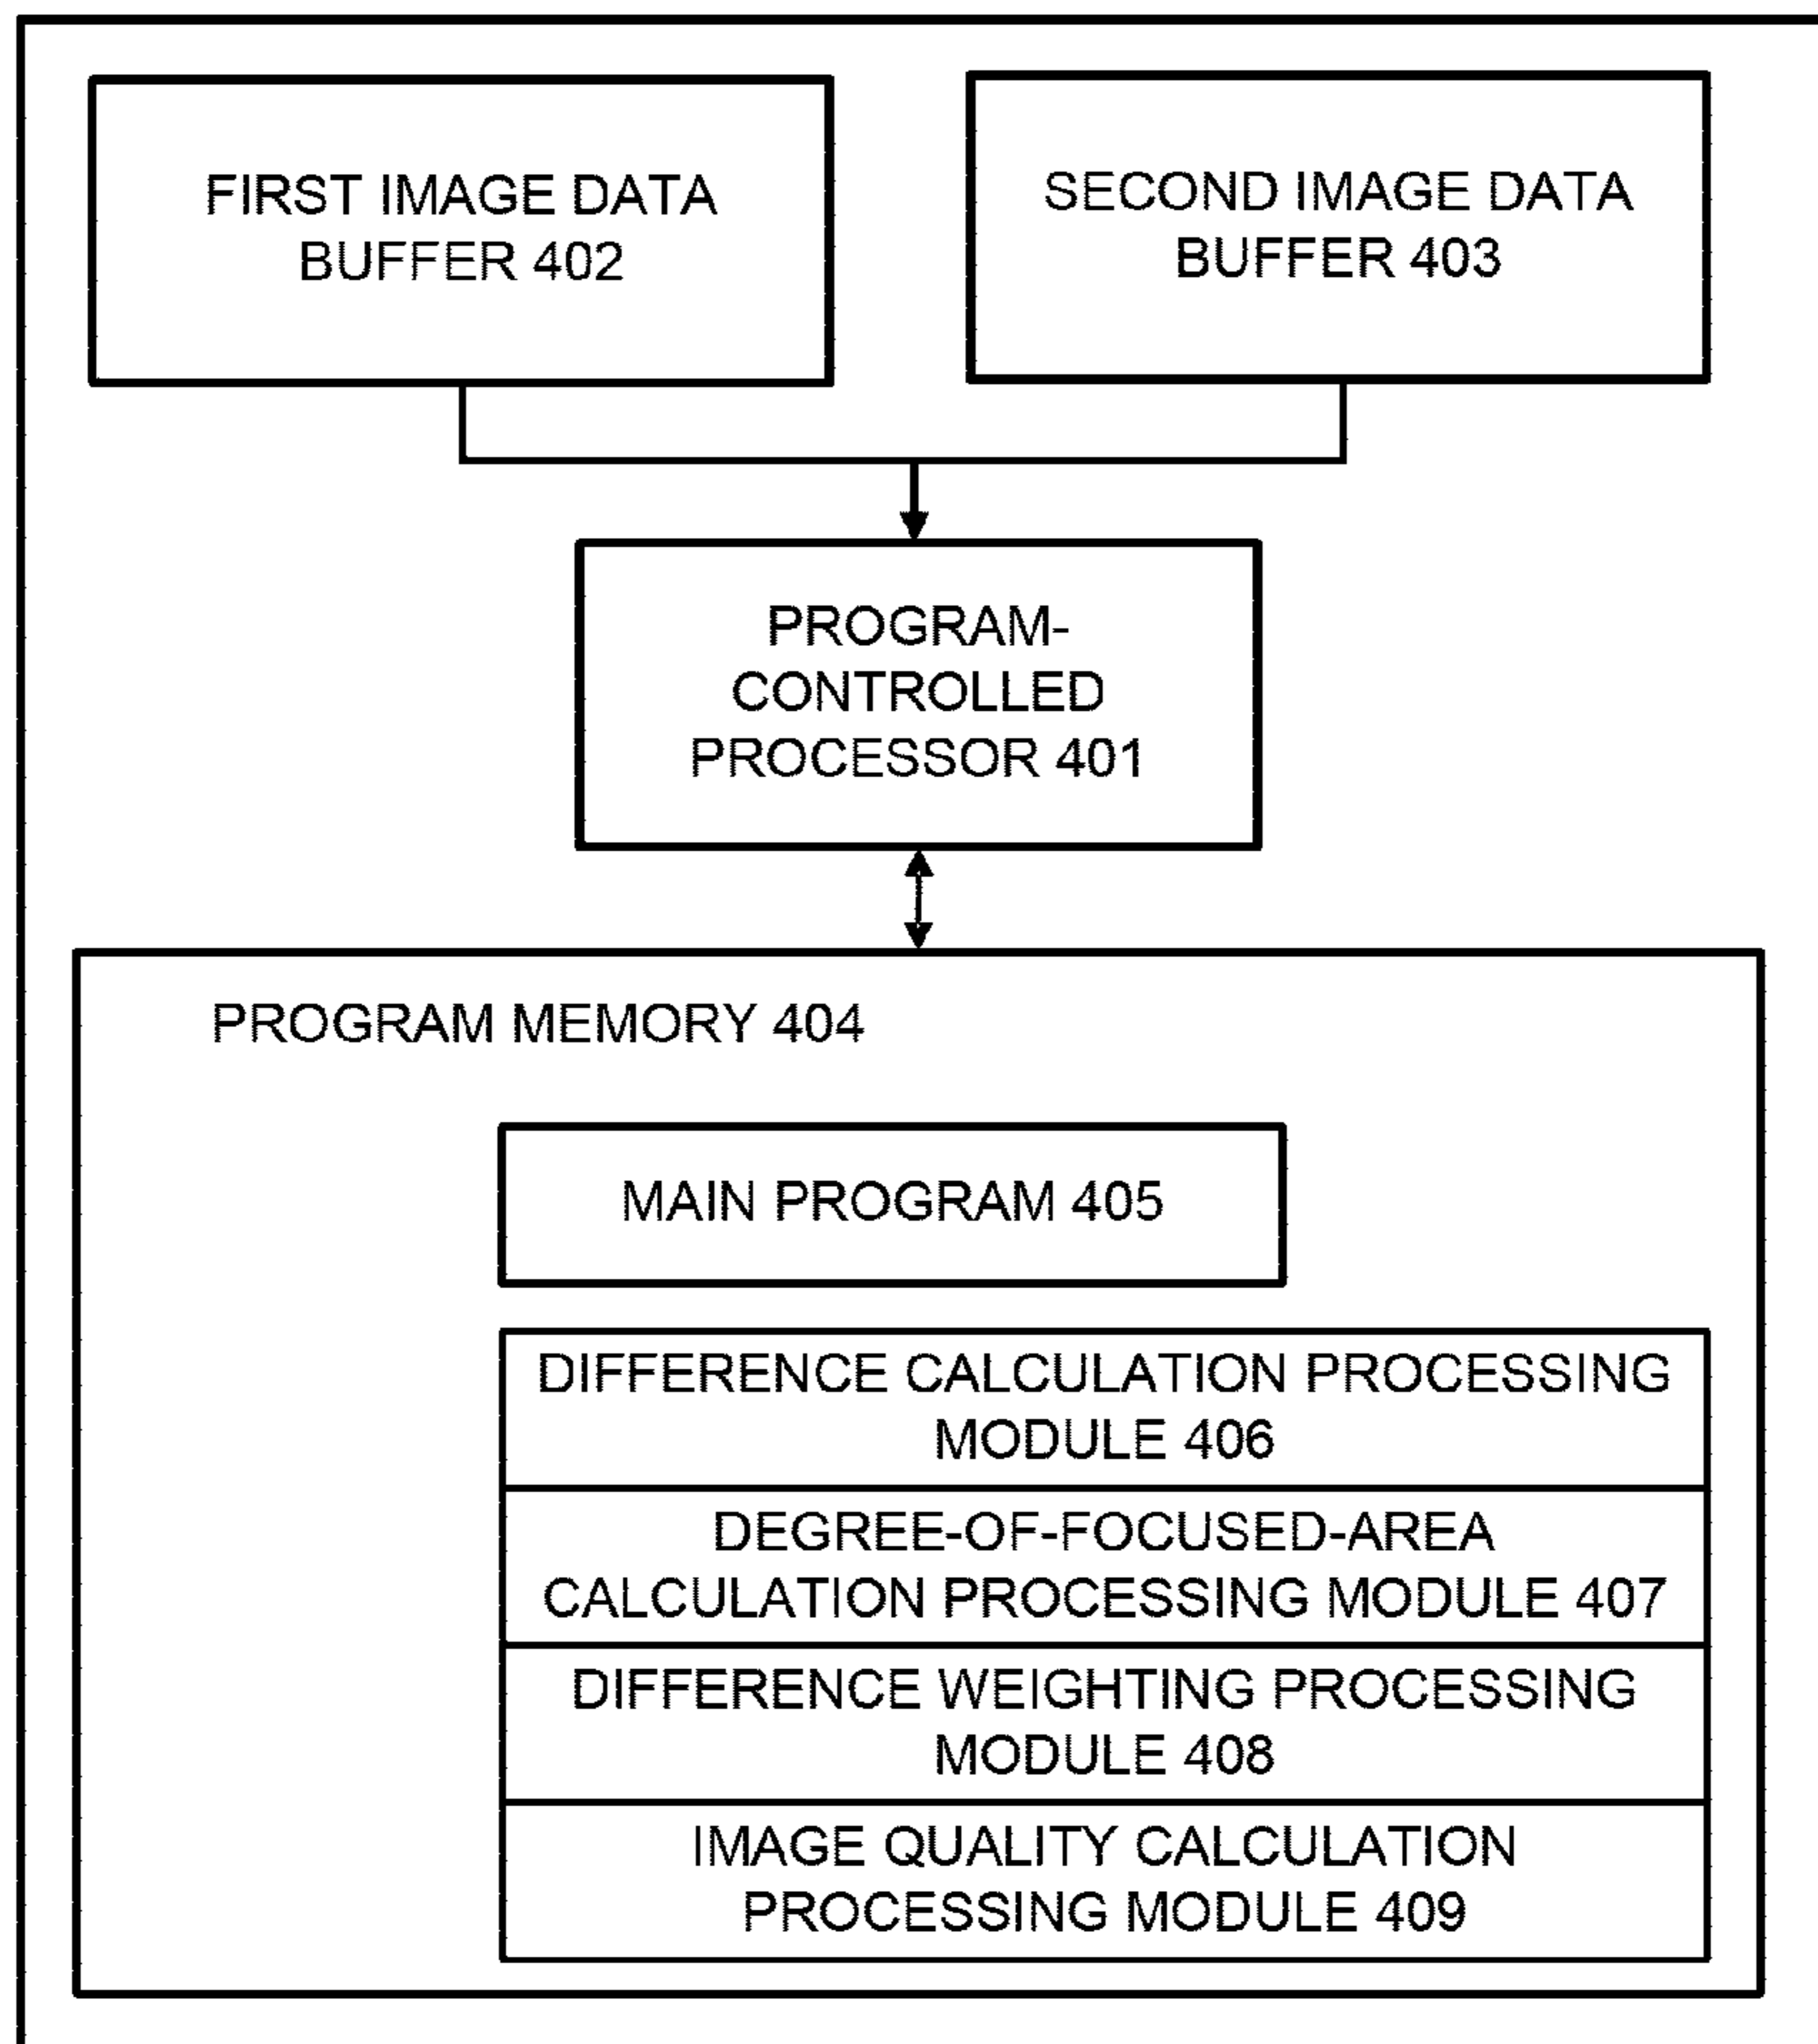 FIRST IMAGE DATA
BUFFER 402
SECOND IMAGE DATA
BUFFER 403
PROGRAM-
CONTROLLED
PROCESSOR 401
PROGRAM MEMORY 404
MAIN PROGRAM 405
DIFFERENCE CALCULATION PROCESSING
MODULE 406
DEGREE-OF-FOCUSED-AREA
CALCULATION PROCESSING MODULE 407
DIFFERENCE WEIGHTING PROCESSING
MODULE 408
IMAGE QUALITY CALCULATION
PROCESSING MODULE 409